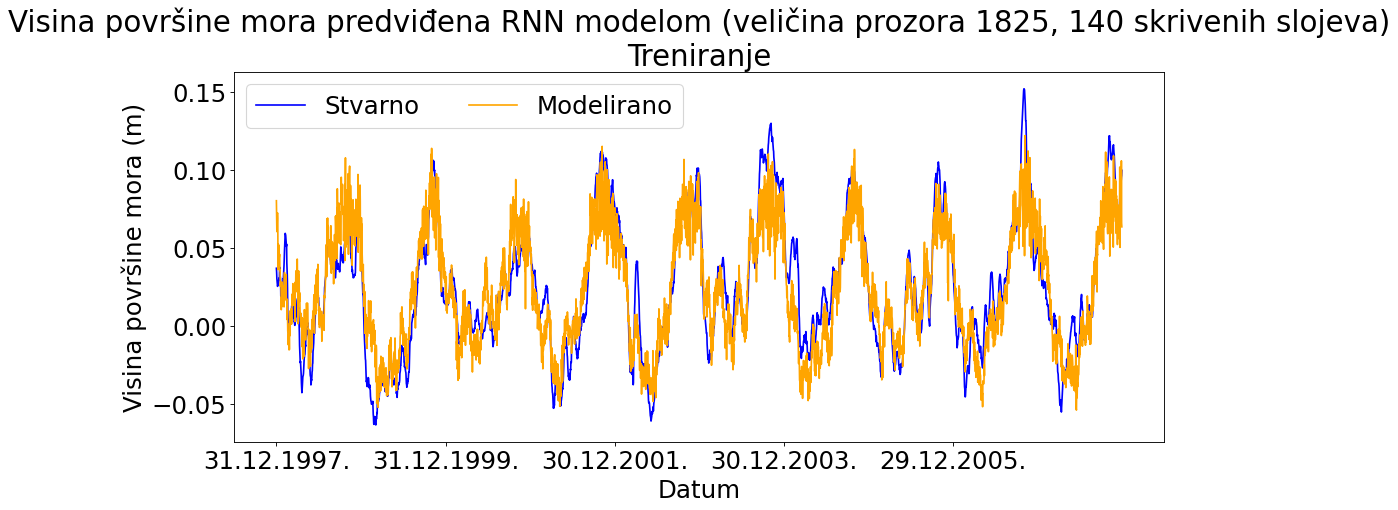 Visina površine mora predviđena RNN modelom (veličina prozora 1825, 140 skrivenih slojeva)
Treniranje
Stvarno
Modelirano
Visina površine mora (m)
0.15
0.10
0.05
0.00
−0.05
31.12.1997.
31.12.1999.
30.12.2001.
30.12.2003.
29.12.2005.
Datum